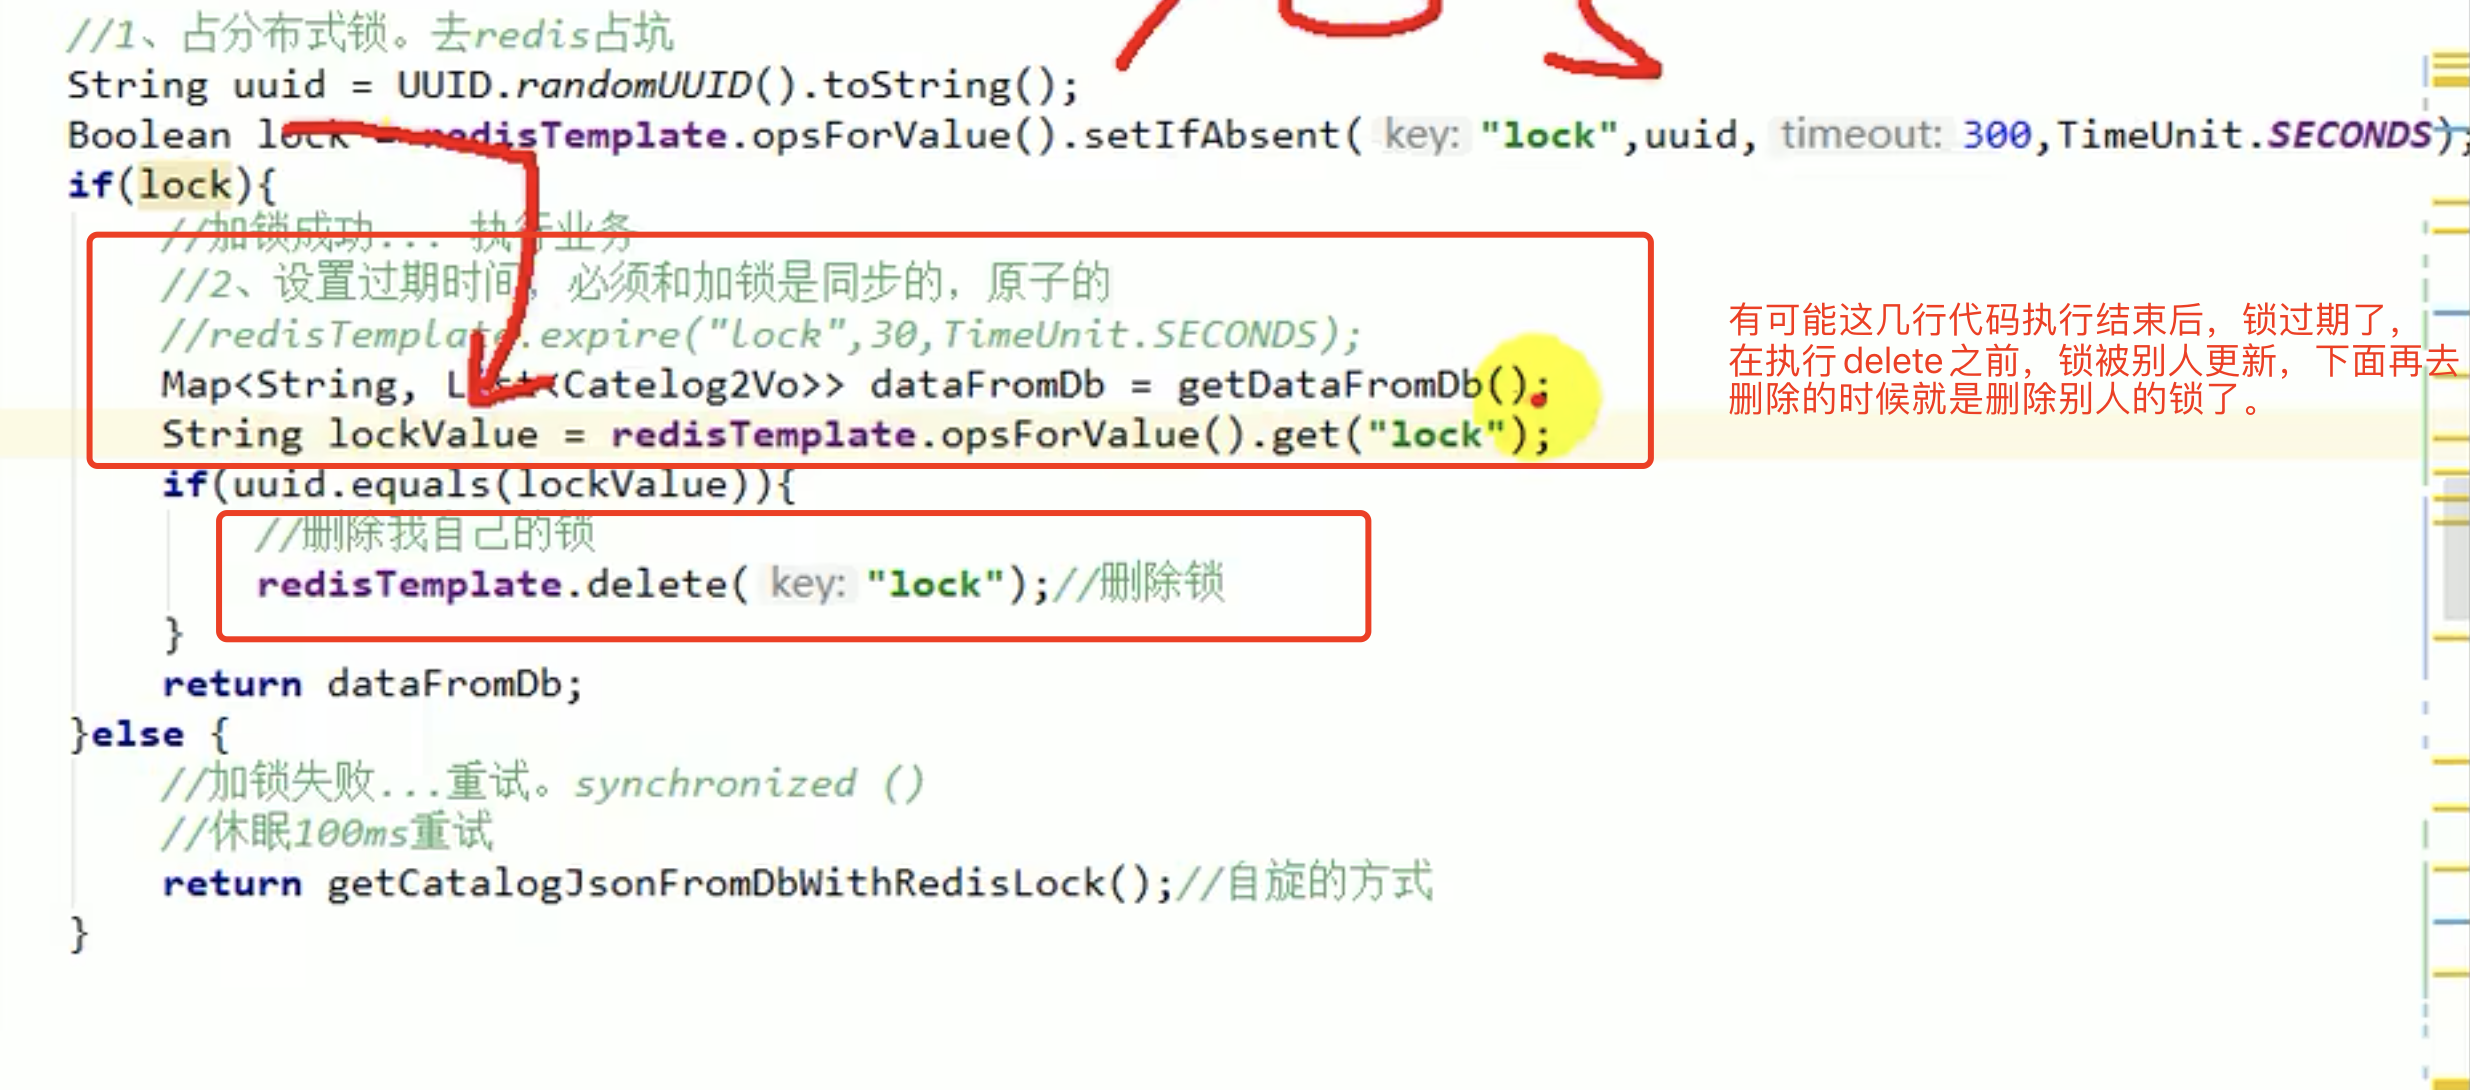 //1、占分布式锁。去redis占坑
String uuid = UUID.randomUUID().toString();
Boolean lock = redisTemplate.opsForValue().setIfAbsent( key: "lock",uuid, timeout: 300,TimeUnit.SECONDS);
if(lock){
//加锁成功... 执行业务
//2、设置过期时间，必须和加锁是同步的，原子的
//redisTemplate.expire("lock",30,TimeUnit.SECONDS);
Map<String, List<Catelog2Vo>> dataFromDb = getDataFromDb();
String lockValue = redisTemplate.opsForValue().get("lock");
if(uuid.equals(lockValue)){
//删除我自己的锁
redisTemplate.delete( key: "lock");//删除锁
}
return dataFromDb;
}else {
//加锁失败...重试。synchronized ()
//休眠100ms重试
return getCatalogJsonFromDbWithRedisLock();//自旋的方式
}
有可能这几行代码执行结束后，锁过期了，
在执行delete之前，锁被别人更新，下面再去
删除的时候就是删除别人的锁了。